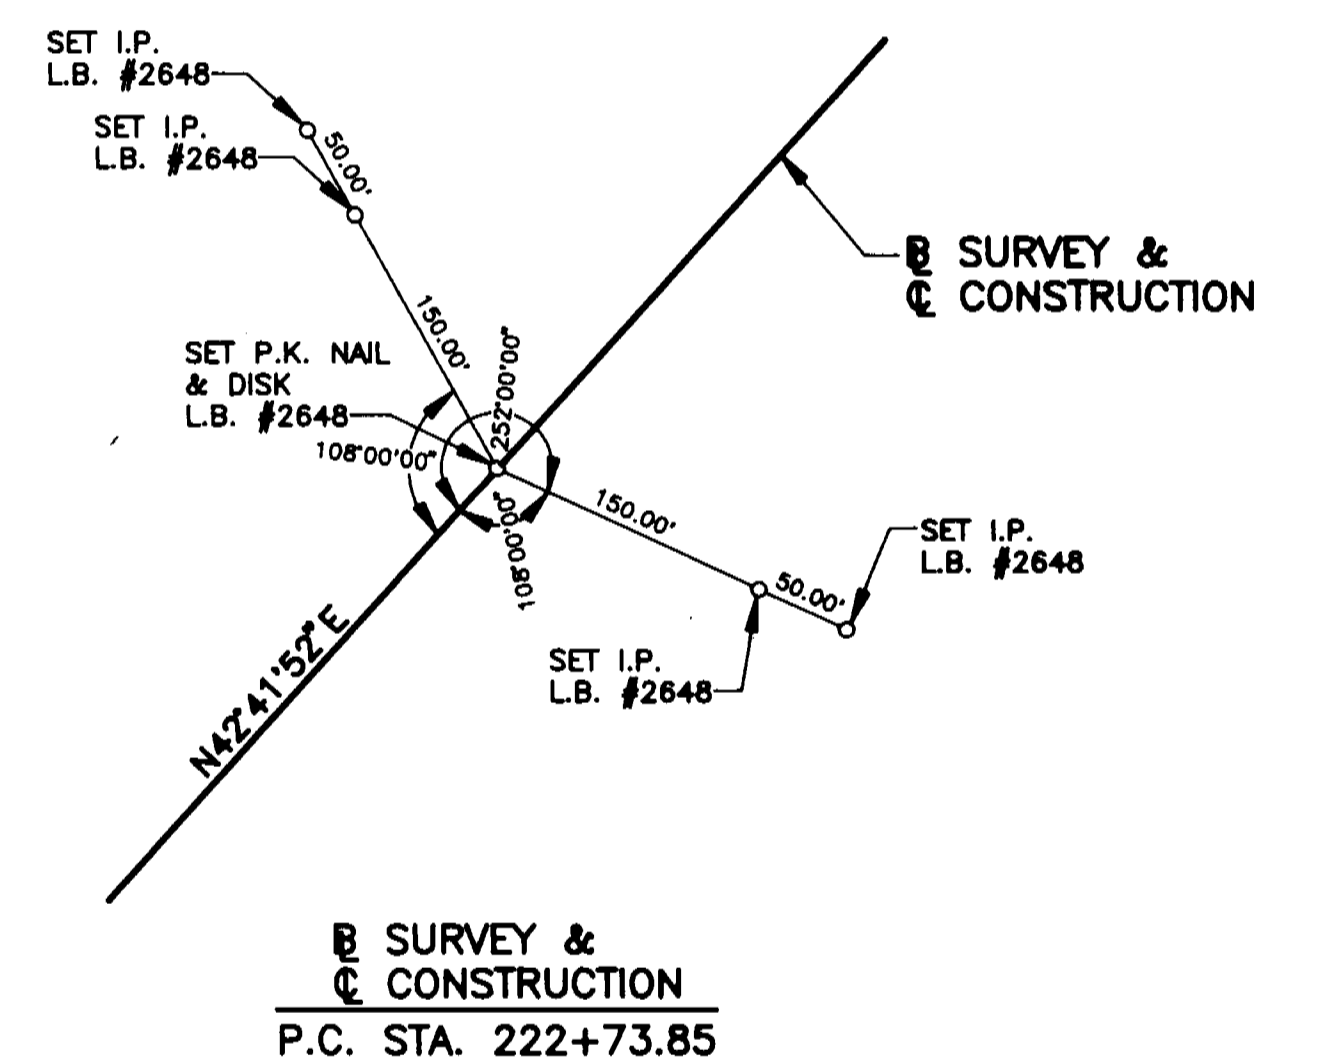 SET I.P.
L.B. #2648
SET I.P.
L.B. #2648
50.00'
150.00'
℄ SURVEY &
℄ CONSTRUCTION
SET P.K. NAIL
& DISK
L.B. #2648
252°00'00"
108°00'00"
108°00'00"
150.00'
50.00'
SET I.P.
L.B. #2648
SET I.P.
L.B. #2648
N42°41'52"E
BL SURVEY &
℄ CONSTRUCTION
P.C. STA. 222+73.85